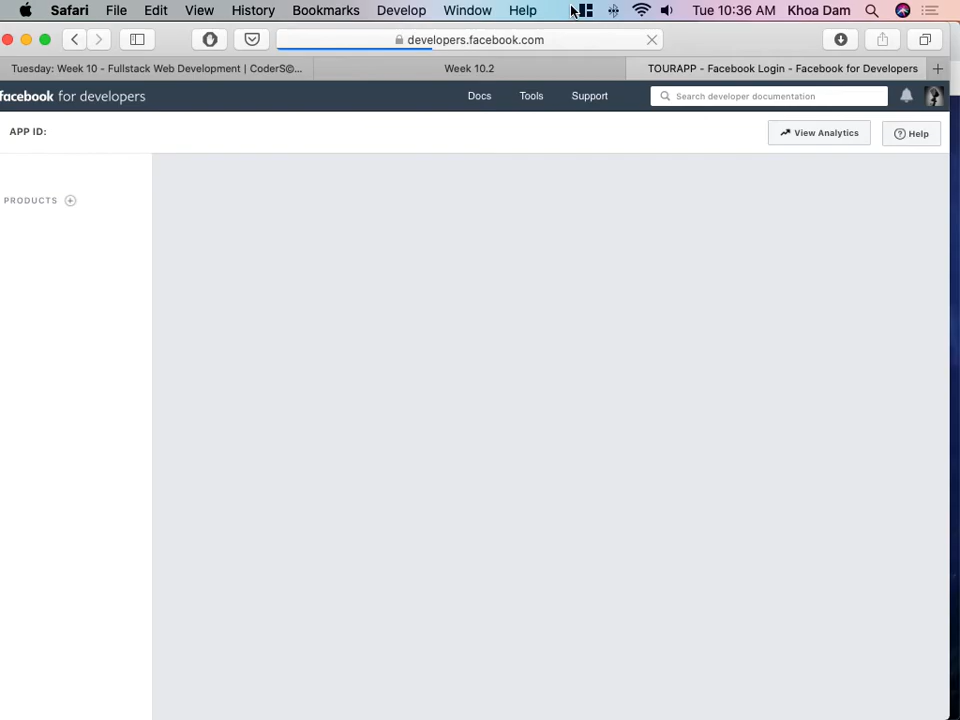 Safari File Edit View History Bookmarks Develop Window Help Tue 10:36 AM Khoa Dam
developers.facebook.com
Tuesday: Week 10 - Fullstack Web Development | CoderS©... Week 10.2 TOURAPP - Facebook Login - Facebook for Developers
facebook for developers Docs Tools Support Search developer documentation
APP ID: View Analytics Help
PRODUCTS